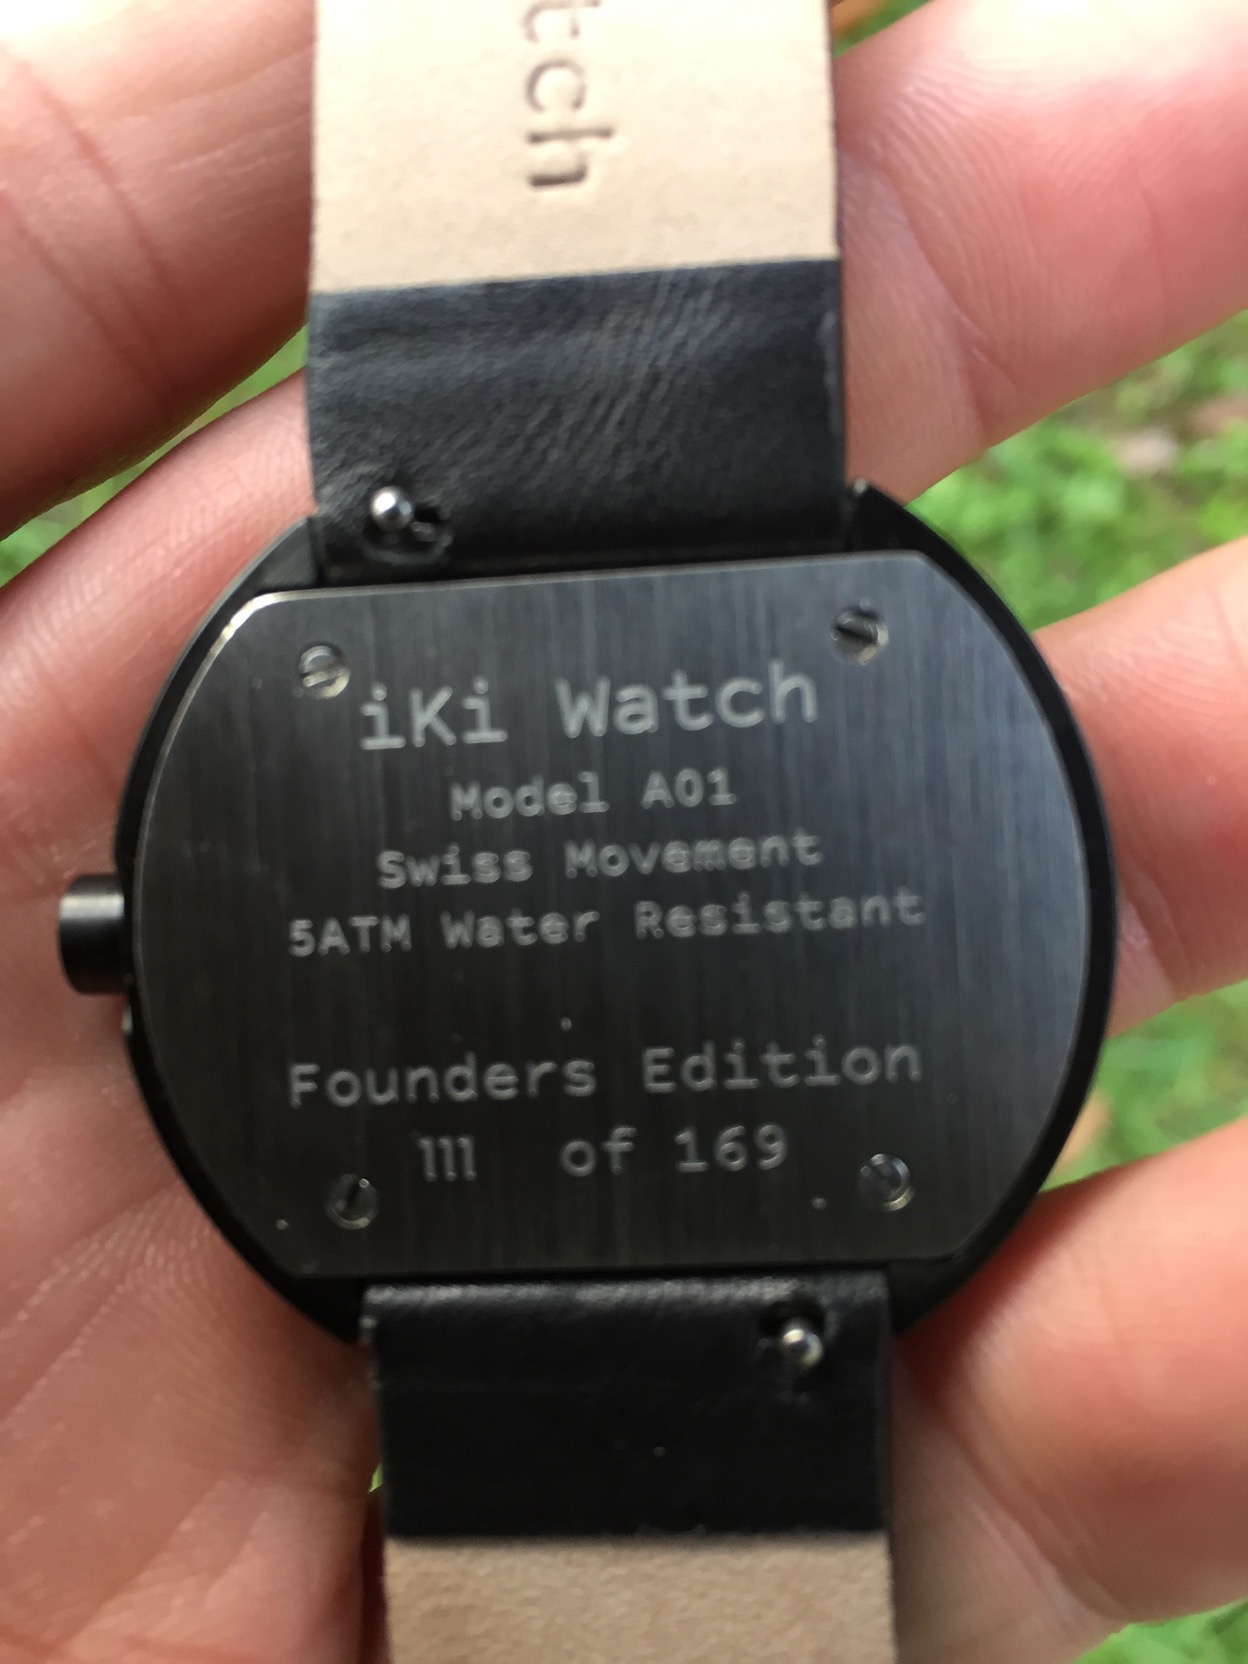 tch
iKi Watch
Model A01
Swiss Movement
5ATM Water Resistant
Founders Edition
111 of 169